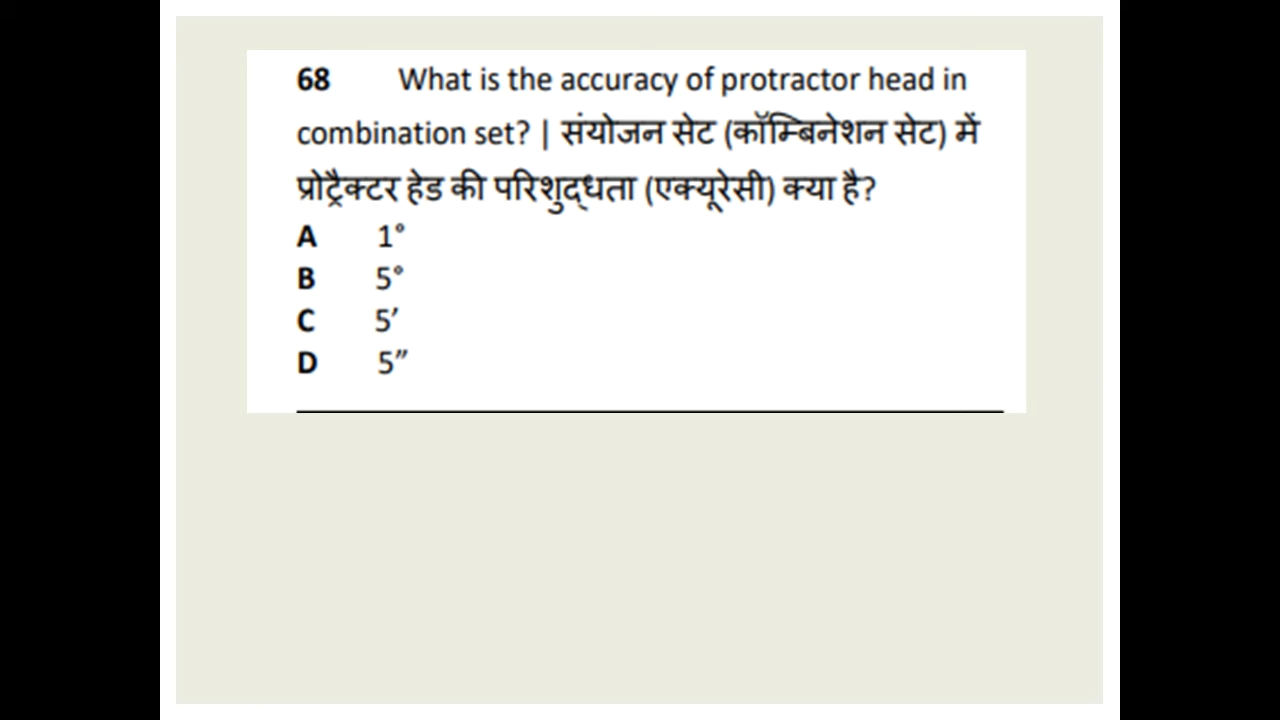 68 What is the accuracy of protractor head in
combination set? | संयोजन सेट (कॉम्बिनेशन सेट) में
प्रोट्रैक्टर हेड की परिशुद्धता (एक्यूरेसी) क्या है?
A 1°
B 5°
C 5′
D 5″